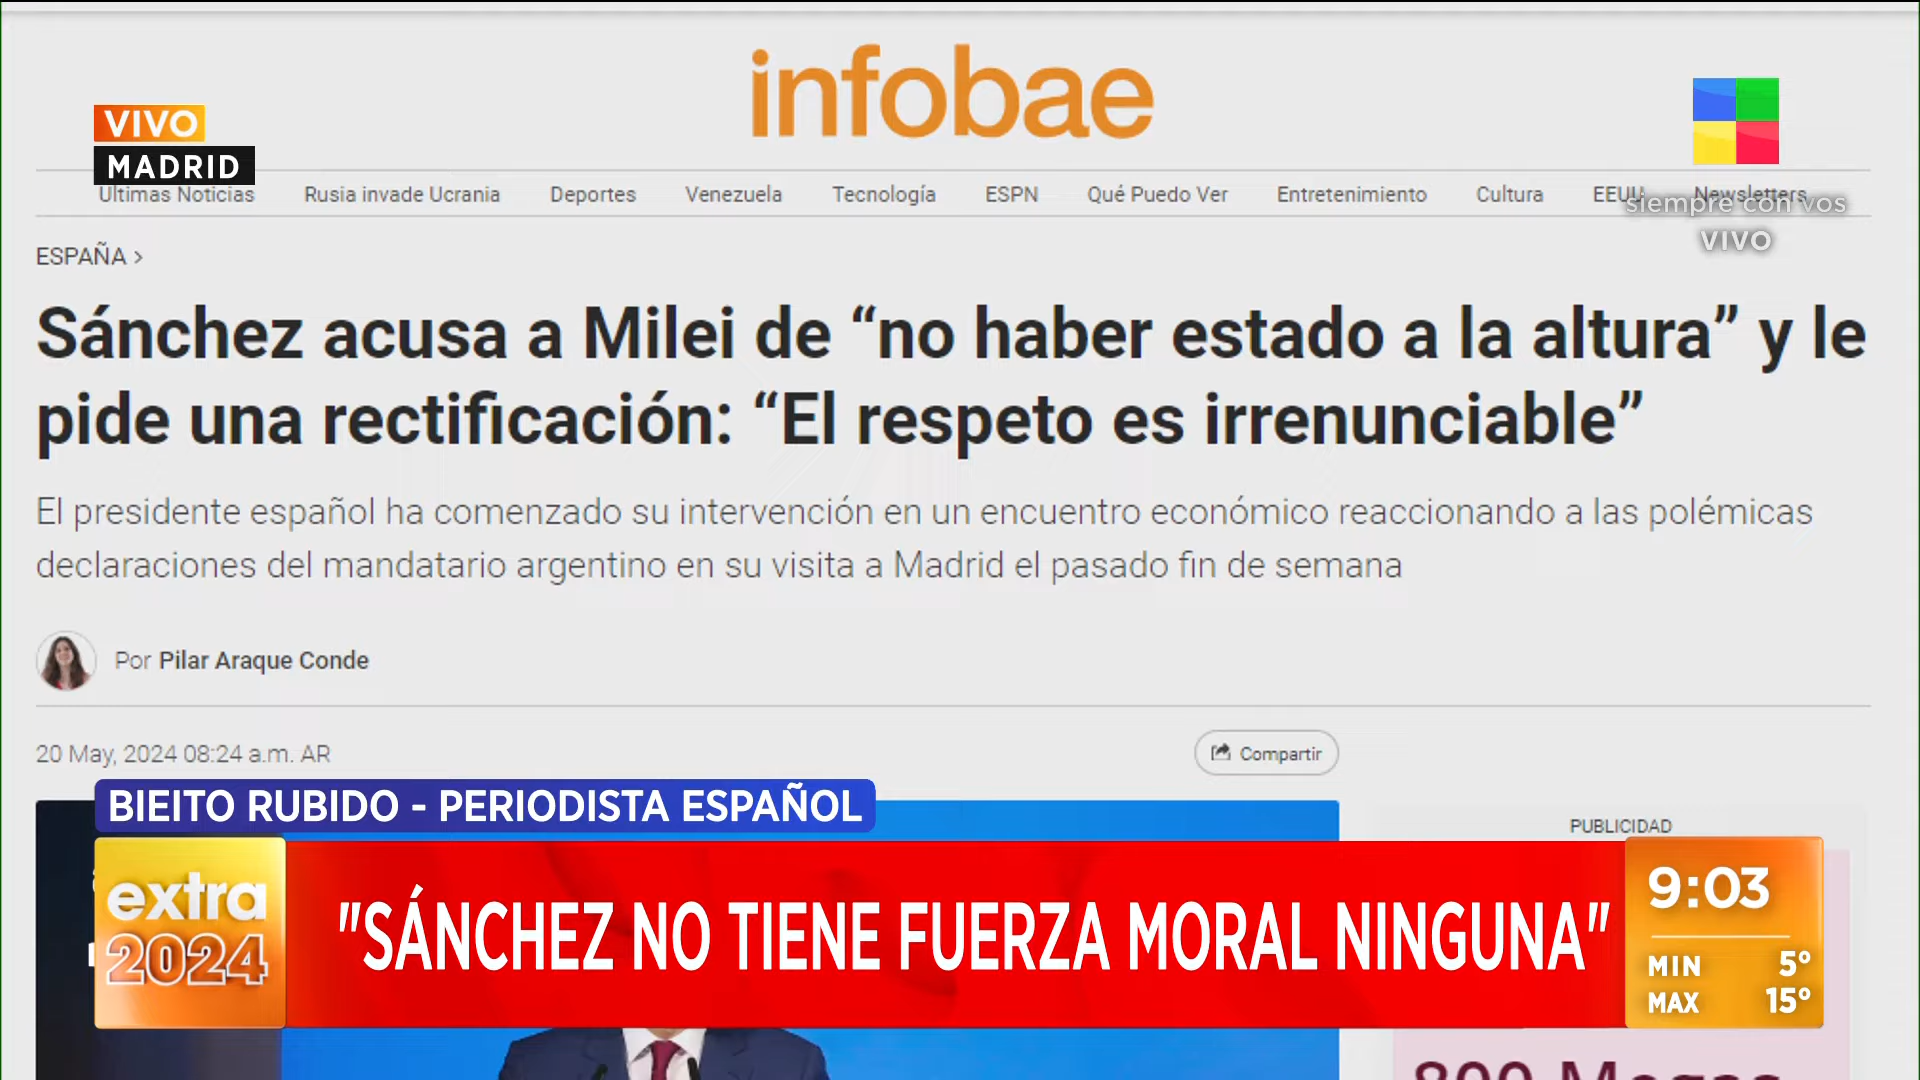 infobae
VIVO
MADRID
Últimas Noticias Rusia invade Ucrania Deportes Venezuela Tecnología ESPN Qué Puedo Ver Entretenimiento Cultura EEUU Newsletters
siempre con vos
VIVO
ESPAÑA >
Sánchez acusa a Milei de “no haber estado a la altura” y le
pide una rectificación: “El respeto es irrenunciable”
El presidente español ha comenzado su intervención en un encuentro económico reaccionando a las polémicas
declaraciones del mandatario argentino en su visita a Madrid el pasado fin de semana
Por Pilar Araque Conde
20 May, 2024 08:24 a.m. AR
Compartir
BIEITO RUBIDO - PERIODISTA ESPAÑOL
PUBLICIDAD
extra
2024
"SÁNCHEZ NO TIENE FUERZA MORAL NINGUNA"
9:03
MIN 5°
MAX 15°
800 Megas